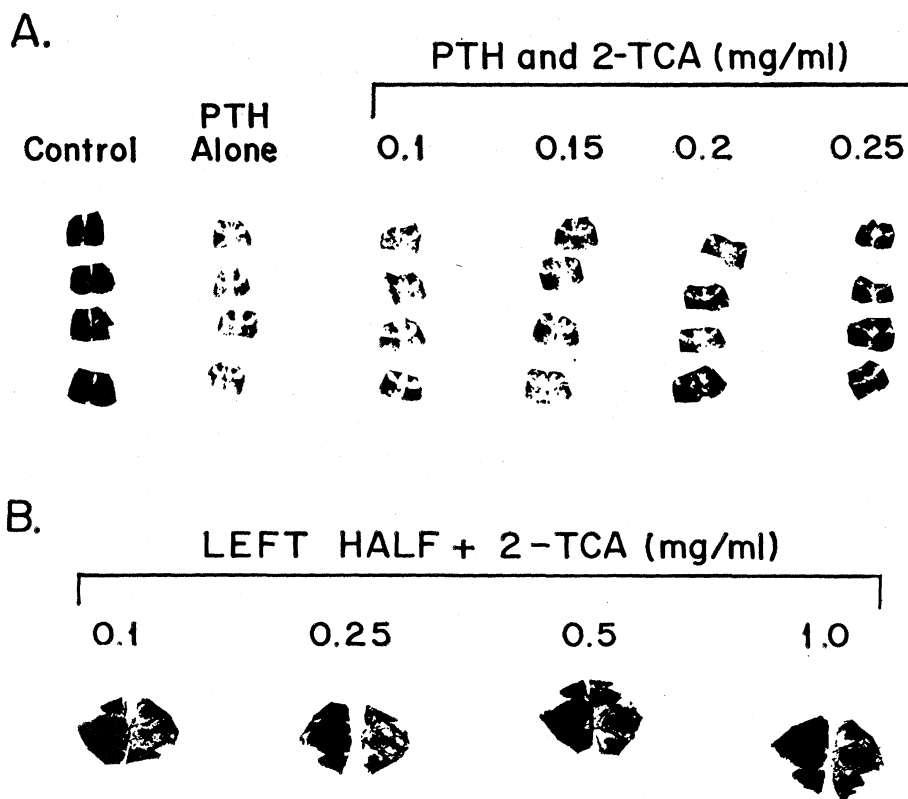 A.
PTH and 2-TCA (mg/ml)
Control
PTH
Alone
0.1
0.15
0.2
0.25
B.
LEFT HALF + 2-TCA (mg/ml)
0.1
0.25
0.5
1.0